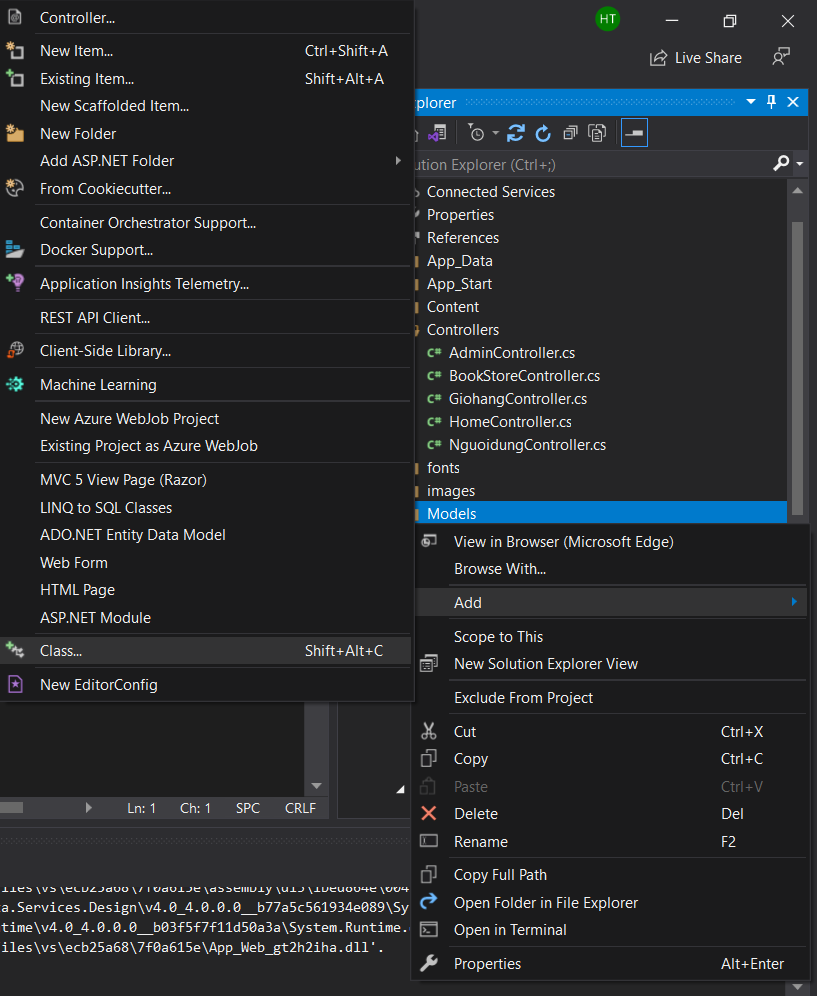 Controller...
New Item... Ctrl+Shift+A
Existing Item... Shift+Alt+A
New Scaffolded Item...
New Folder
Add ASP.NET Folder
From Cookiecutter...
Container Orchestrator Support...
Docker Support...
Application Insights Telemetry...
REST API Client...
Client-Side Library...
Machine Learning
New Azure WebJob Project
Existing Project as Azure WebJob
MVC 5 View Page (Razor)
LINQ to SQL Classes
ADO.NET Entity Data Model
Web Form
HTML Page
ASP.NET Module
Class... Shift+Alt+C
New EditorConfig
HT
Live Share
plorer
ution Explorer (Ctrl+;)
Connected Services
Properties
References
App_Data
App_Start
Content
Controllers
C# AdminController.cs
C# BookStoreController.cs
C# GiohangController.cs
C# HomeController.cs
C# NguoidungController.cs
fonts
images
Models
View in Browser (Microsoft Edge)
Browse With...
Add
Scope to This
New Solution Explorer View
Exclude From Project
Cut Ctrl+X
Copy Ctrl+C
Paste Ctrl+V
Delete Del
Rename F2
Copy Full Path
Open Folder in File Explorer
Open in Terminal
Properties Alt+Enter
Ln: 1 Ch: 1 SPC CRLF
iles\vs\ecb25a68\7f0a615e\assembly\dl3\
ta.Services.Design\v4.0_4.0.0.0__b77a5c561934e089\Sy
time\v4.0_4.0.0.0__b03f5f7f11d50a3a\System.Runtime.
iles\vs\ecb25a68\7f0a615e\App_Web_gt2h2iha.dll'.